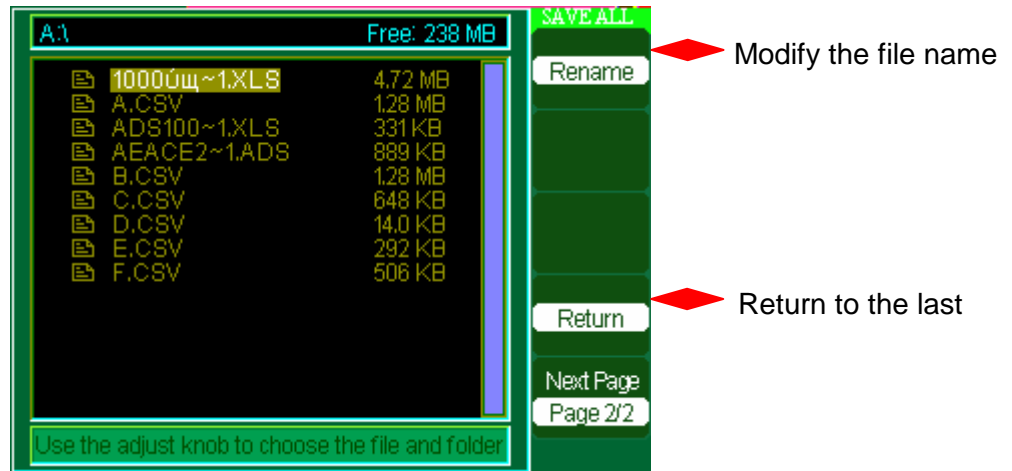 A:\ Free: 238 MB
1000úщ~1.XLS 4.72 MB
A.CSV 1.28 MB
ADS100~1.XLS 331 KB
AEACE2~1.ADS 889 KB
B.CSV 1.28 MB
C.CSV 648 KB
D.CSV 14.0 KB
E.CSV 292 KB
F.CSV 506 KB
Use the adjust knob to choose the file and folder
SAVE ALL
Rename
Return
Next Page
Page 2/2
Modify the file name
Return to the last